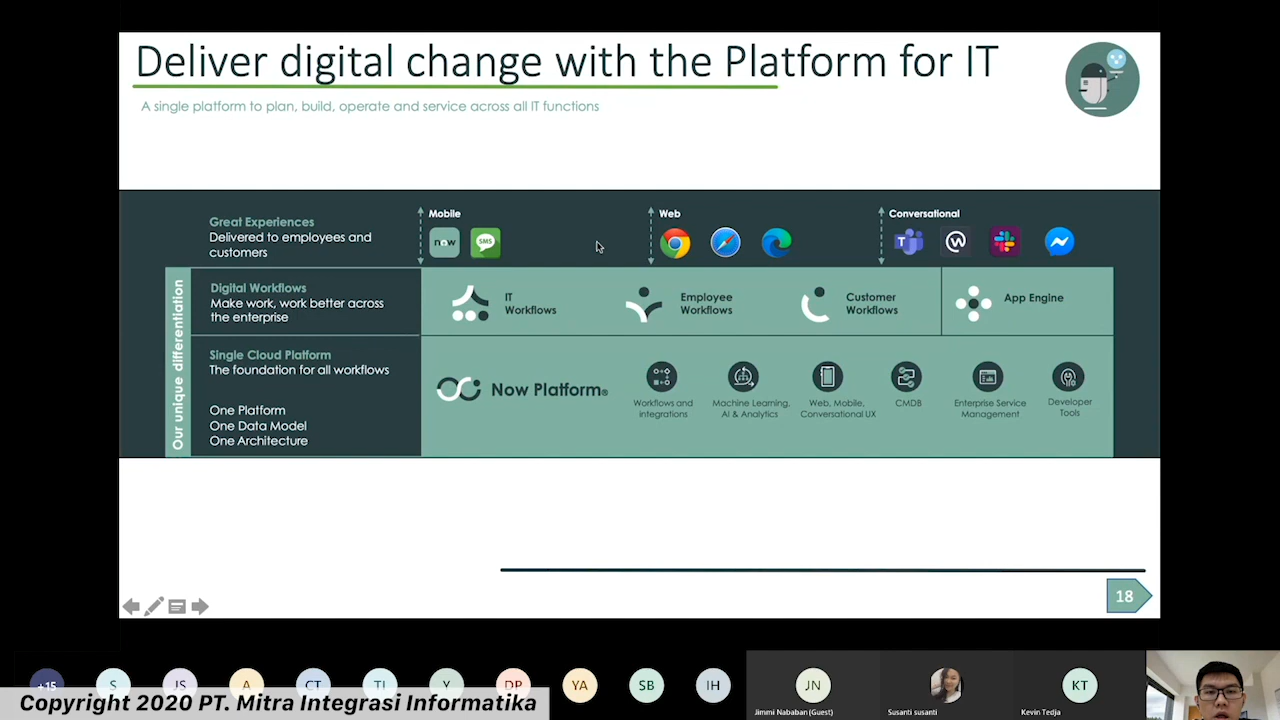 Deliver digital change with the Platform for IT
A single platform to plan, build, operate and service across all IT functions
Great Experiences
Delivered to employees and
customers
Mobile
now
SMS
Web
Conversational
T
W
Our unique differentiation
Digital Workflows
Make work, work better across
the enterprise
IT
Workflows
Employee
Workflows
Customer
Workflows
App Engine
Single Cloud Platform
The foundation for all workflows
One Platform
One Data Model
One Architecture
Now Platform®
Workflows and
integrations
Machine Learning,
AI & Analytics
Web, Mobile,
Conversational UX
CMDB
Enterprise Service
Management
Developer
Tools
18
+15
S
JS
A
CT
TI
Y
DP
YA
SB
IH
JN
KT
Jimmi Nababan (Guest)
Susanti susanti
Kevin Tedja
Copyright 2020 PT. Mitra Integrasi Informatika